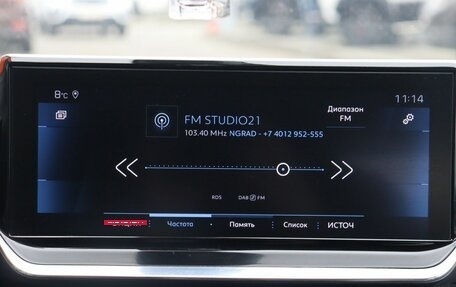 8°C
11:14
FM STUDIO21
103.40 MHz NGRAD - +7 4012 952-555
Диапазон
FM
RDS
DAB FM
Частота
Память
Список
ИСТОЧ